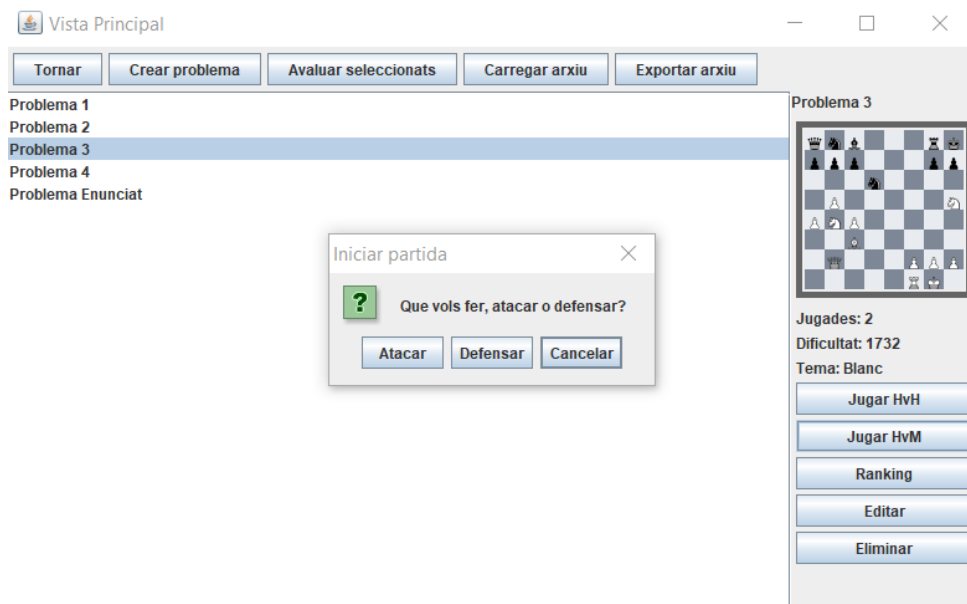 Vista Principal
Tornar Crear problema Avaluar seleccionats Carregar arxiu Exportar arxiu
Problema 1
Problema 2
Problema 3
Problema 4
Problema Enunciat
Iniciar partida
? Que vols fer, atacar o defensar?
Atacar Defensar Cancelar
Problema 3
Jugades: 2
Dificultat: 1732
Tema: Blanc
Jugar HvH
Jugar HvM
Ranking
Editar
Eliminar